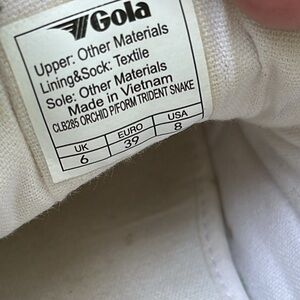 Gola
Upper: Other Materials
Lining&Sock: Textile
Sole: Other Materials
Made in Vietnam
CLB285 ORCHID P/FORM TRIDENT SNAKE
UK EURO USA
6 39 8